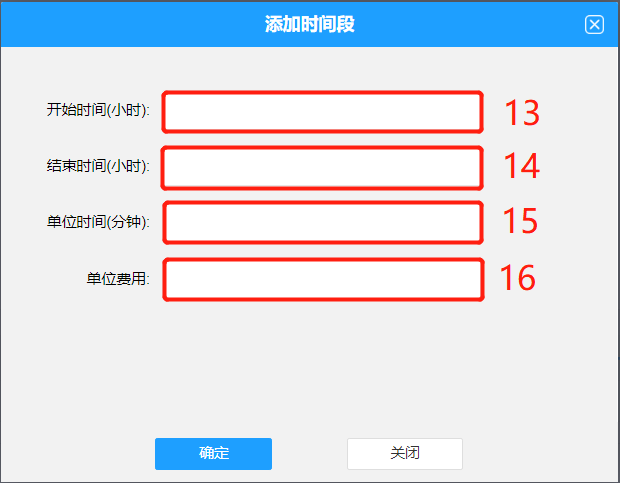 添加时间段
开始时间(小时): 13
结束时间(小时): 14
单位时间(分钟): 15
单位费用: 16
确定 关闭